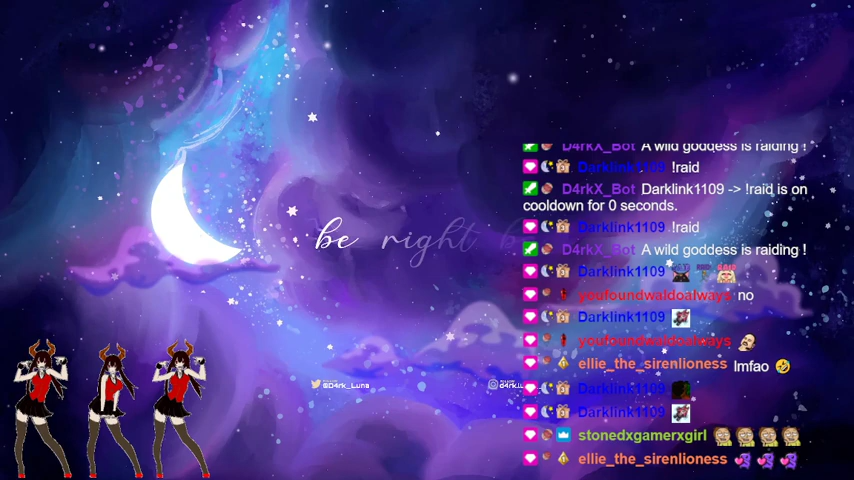 D4rkX_Bot A wild goddess is raiding !
Darklink1109 !raid
D4rkX_Bot Darklink1109 -> !raid is on
cooldown for 0 seconds.
Darklink1109 !raid
be right
D4rkX_Bot A wild goddess is raiding !
Darklink1109
youfoundwaldoalways no
Darklink1109
youfoundwaldoalways
ellie_the_sirenlioness lmfao
@D4rk_Luna
Darklink1109
Darklink1109
stonedxgamerxgirl
ellie_the_sirenlioness